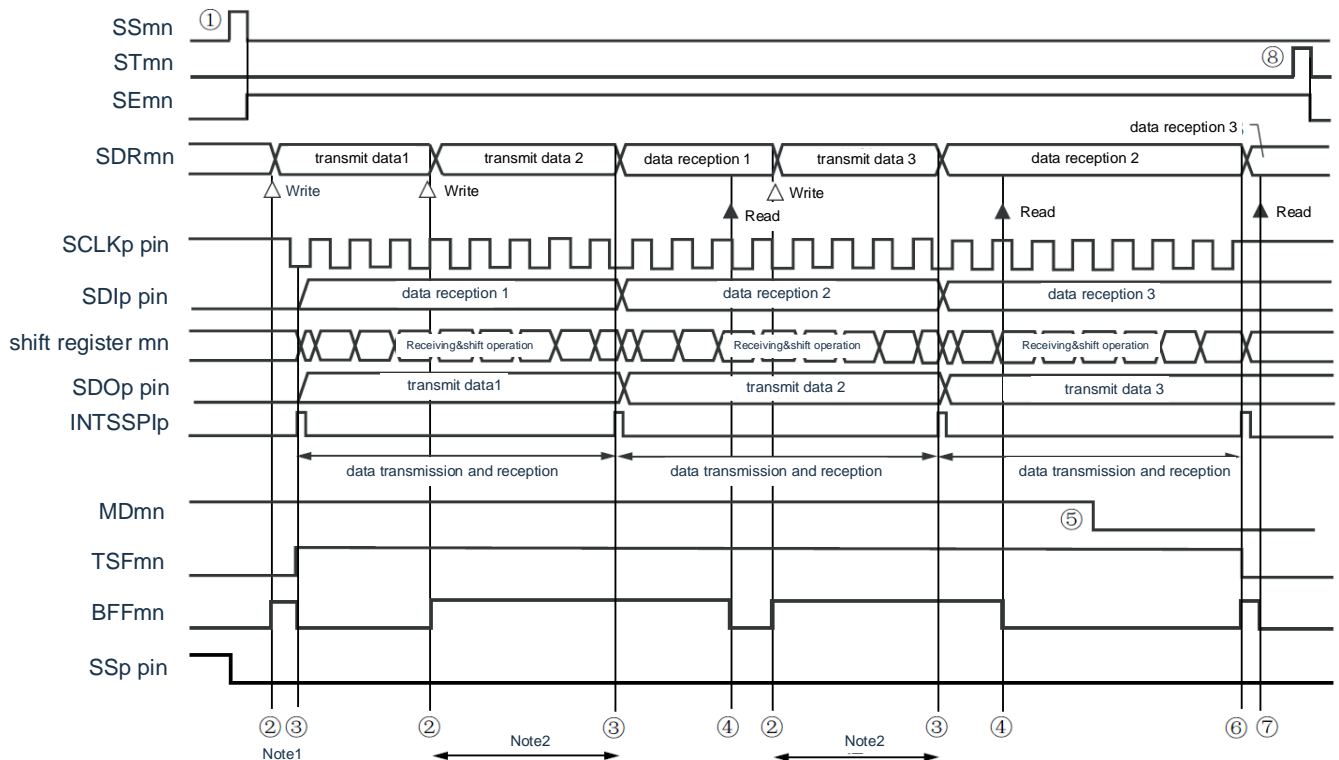 ① SSmn
STmn ⑧
SEmn
data reception 3
SDRmn transmit data1 transmit data 2 data reception 1 transmit data 3 data reception 2
Write Write Write
Read Read Read
SCLKp pin
SDIp pin data reception 1 data reception 2 data reception 3
shift register mn Receiving&shift operation Receiving&shift operation Receiving&shift operation
SDOp pin transmit data1 transmit data 2 transmit data 3
INTSSPIp
data transmission and reception data transmission and reception data transmission and reception
MDmn ⑤
TSFmn
BFFmn
SSp pin
② ③ ② ③ ④ ② ③ ④ ⑥ ⑦
Note1 Note2 Note2